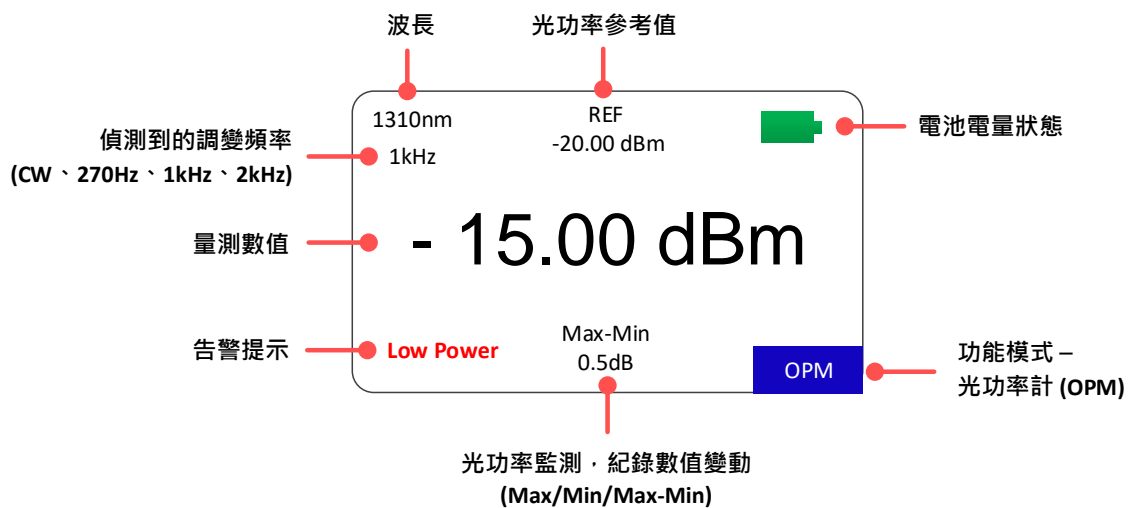 波長
光功率參考值
1310nm
REF
-20.00 dBm
電池電量狀態
偵測到的調變頻率
(CW、270Hz、1kHz、2kHz)
1kHz
量測數值
- 15.00 dBm
告警提示
Low Power
Max-Min
0.5dB
OPM
功能模式 –
光功率計 (OPM)
光功率監測，紀錄數值變動
(Max/Min/Max-Min)